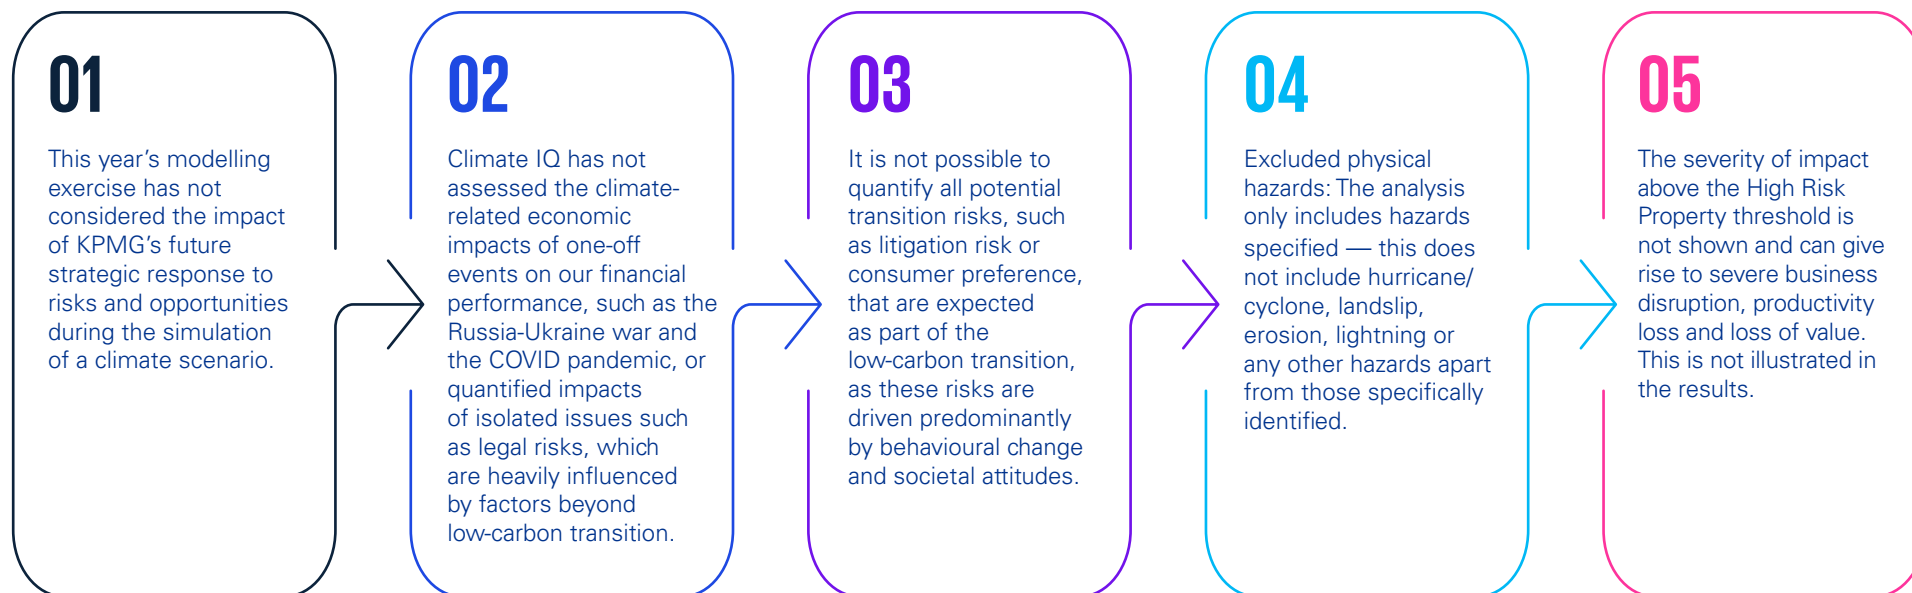 01
This year’s modelling
exercise has not
considered the impact
of KPMG’s future
strategic response to
risks and opportunities
during the simulation
of a climate scenario.
02
Climate IQ has not
assessed the climate-
related economic
impacts of one-off
events on our financial
performance, such as the
Russia-Ukraine war and
the COVID pandemic, or
quantified impacts
of isolated issues such
as legal risks, which
are heavily influenced
by factors beyond
low-carbon transition.
03
It is not possible to
quantify all potential
transition risks, such
as litigation risk or
consumer preference,
that are expected
as part of the
low-carbon transition,
as these risks are
driven predominantly
by behavioural change
and societal attitudes.
04
Excluded physical
hazards: The analysis
only includes hazards
specified — this does
not include hurricane/
cyclone, landslip,
erosion, lightning or
any other hazards apart
from those specifically
identified.
05
The severity of impact
above the High Risk
Property threshold is
not shown and can give
rise to severe business
disruption, productivity
loss and loss of value.
This is not illustrated in
the results.